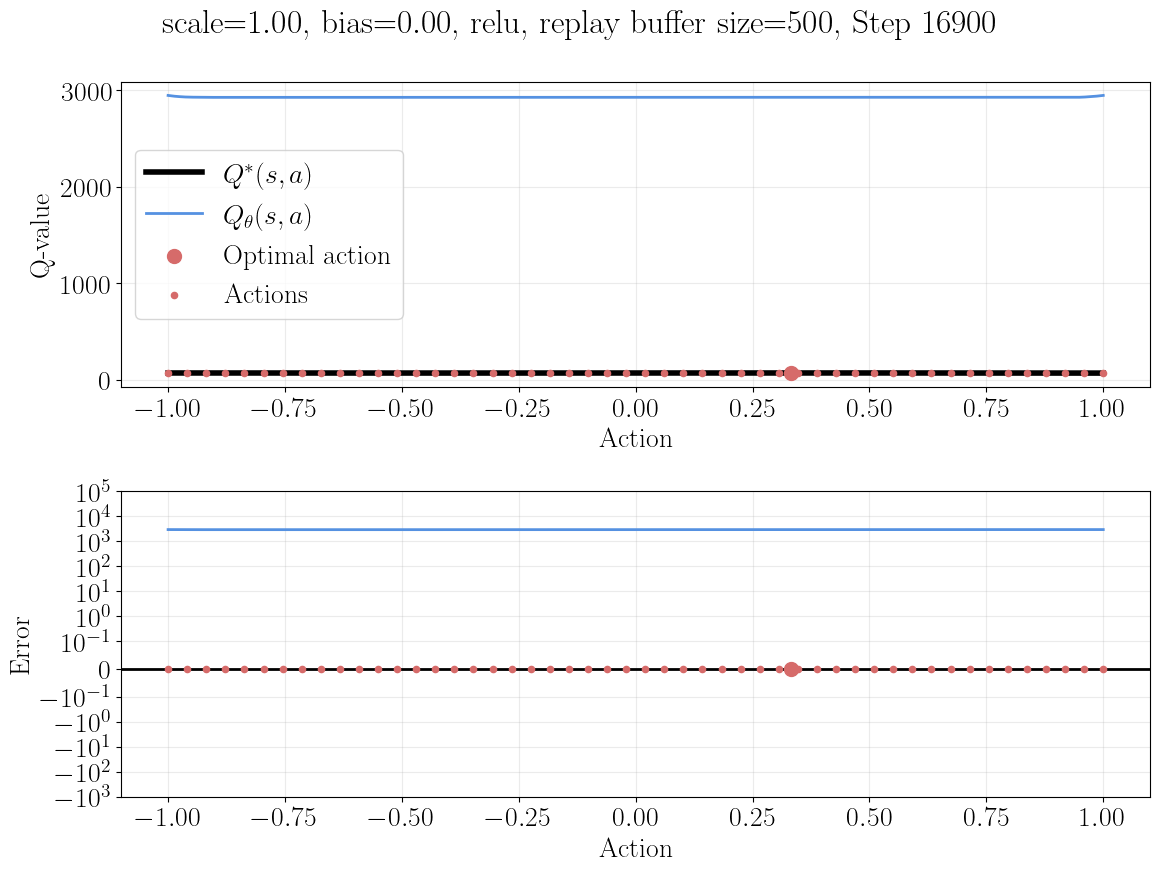 scale=1.00, bias=0.00, relu, replay buffer size=500, Step 16900
3000
2000
1000
0
Q-value
Q*(s, a)
Qθ(s, a)
Optimal action
Actions
−1.00 −0.75 −0.50 −0.25 0.00 0.25 0.50 0.75 1.00
Action
10^5
10^4
10^3
10^2
10^1
10^0
10^−1
0
−10^−1
−10^0
−10^1
−10^2
−10^3
Error
−1.00 −0.75 −0.50 −0.25 0.00 0.25 0.50 0.75 1.00
Action